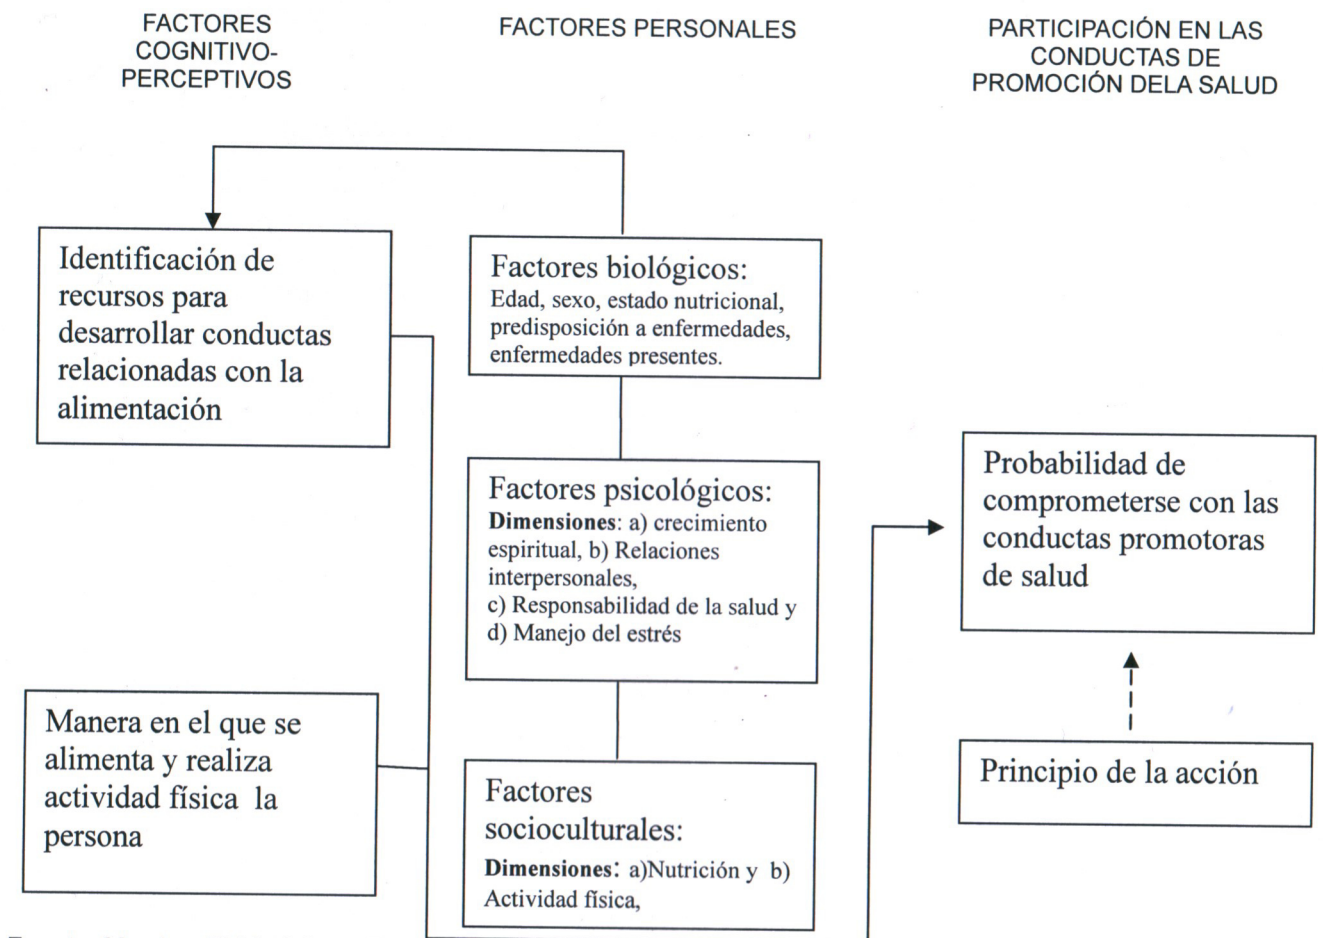 FACTORES
COGNITIVO-
PERCEPTIVOS
FACTORES PERSONALES
PARTICIPACIÓN EN LAS
CONDUCTAS DE
PROMOCIÓN DELA SALUD
Identificación de
recursos para
desarrollar conductas
relacionadas con la
alimentación
Factores biológicos:
Edad, sexo, estado nutricional,
predisposición a enfermedades,
enfermedades presentes.
Factores psicológicos:
Dimensiones: a) crecimiento
espiritual, b) Relaciones
interpersonales,
c) Responsabilidad de la salud y
d) Manejo del estrés
Probabilidad de
comprometerse con las
conductas promotoras
de salud
Manera en el que se
alimenta y realiza
actividad física la
persona
Factores
socioculturales:
Dimensiones: a)Nutrición y b)
Actividad física,
Principio de la acción